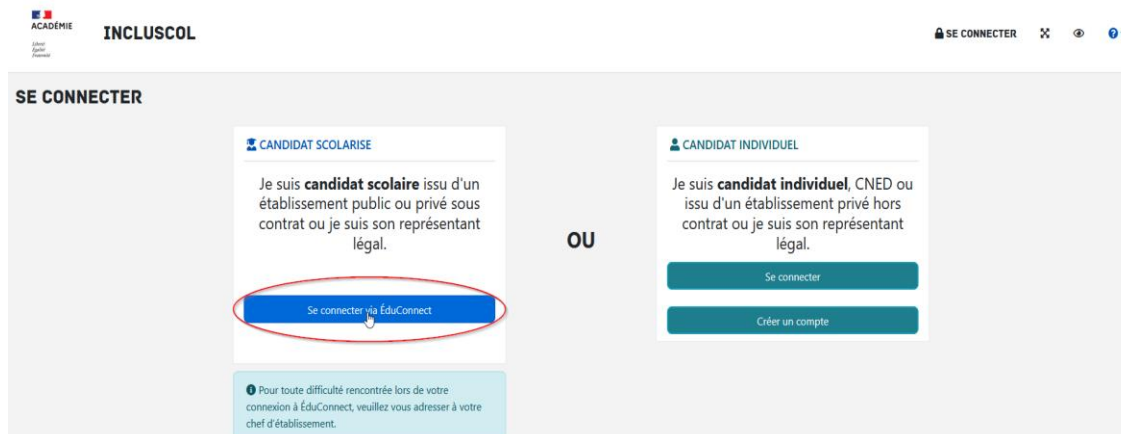 ACADÉMIE
Liberté
Égalité
Fraternité
INCLUSCOL
SE CONNECTER
?
SE CONNECTER
CANDIDAT SCOLARISE
Je suis candidat scolaire issu d'un
établissement public ou privé sous
contrat ou je suis son représentant
légal.
Se connecter via ÉduConnect
Pour toute difficulté rencontrée lors de votre
connexion à ÉduConnect, veuillez vous adresser à votre
chef d'établissement.
OU
CANDIDAT INDIVIDUEL
Je suis candidat individuel, CNED ou
issu d'un établissement privé hors
contrat ou je suis son représentant
légal.
Se connecter
Créer un compte